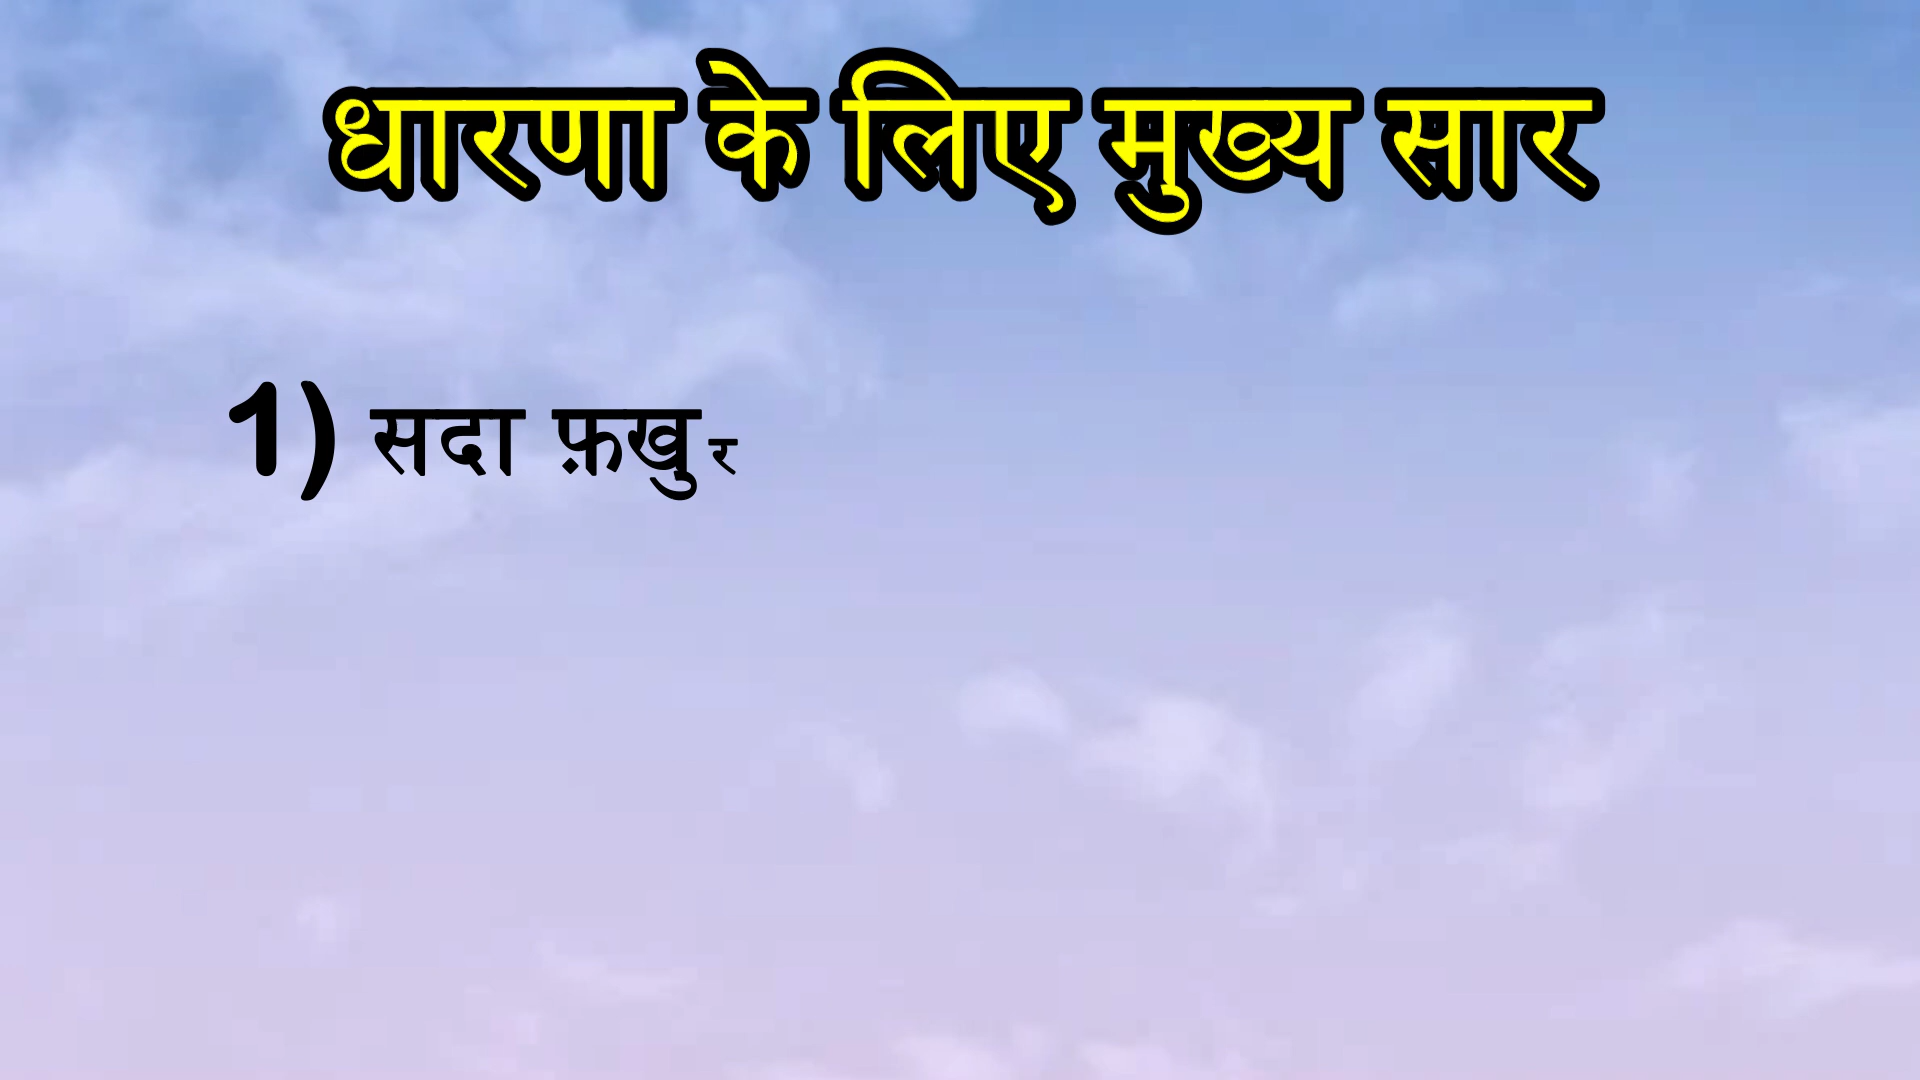 धारणा के लिए मुख्य सार
1) सदा फ़खुर